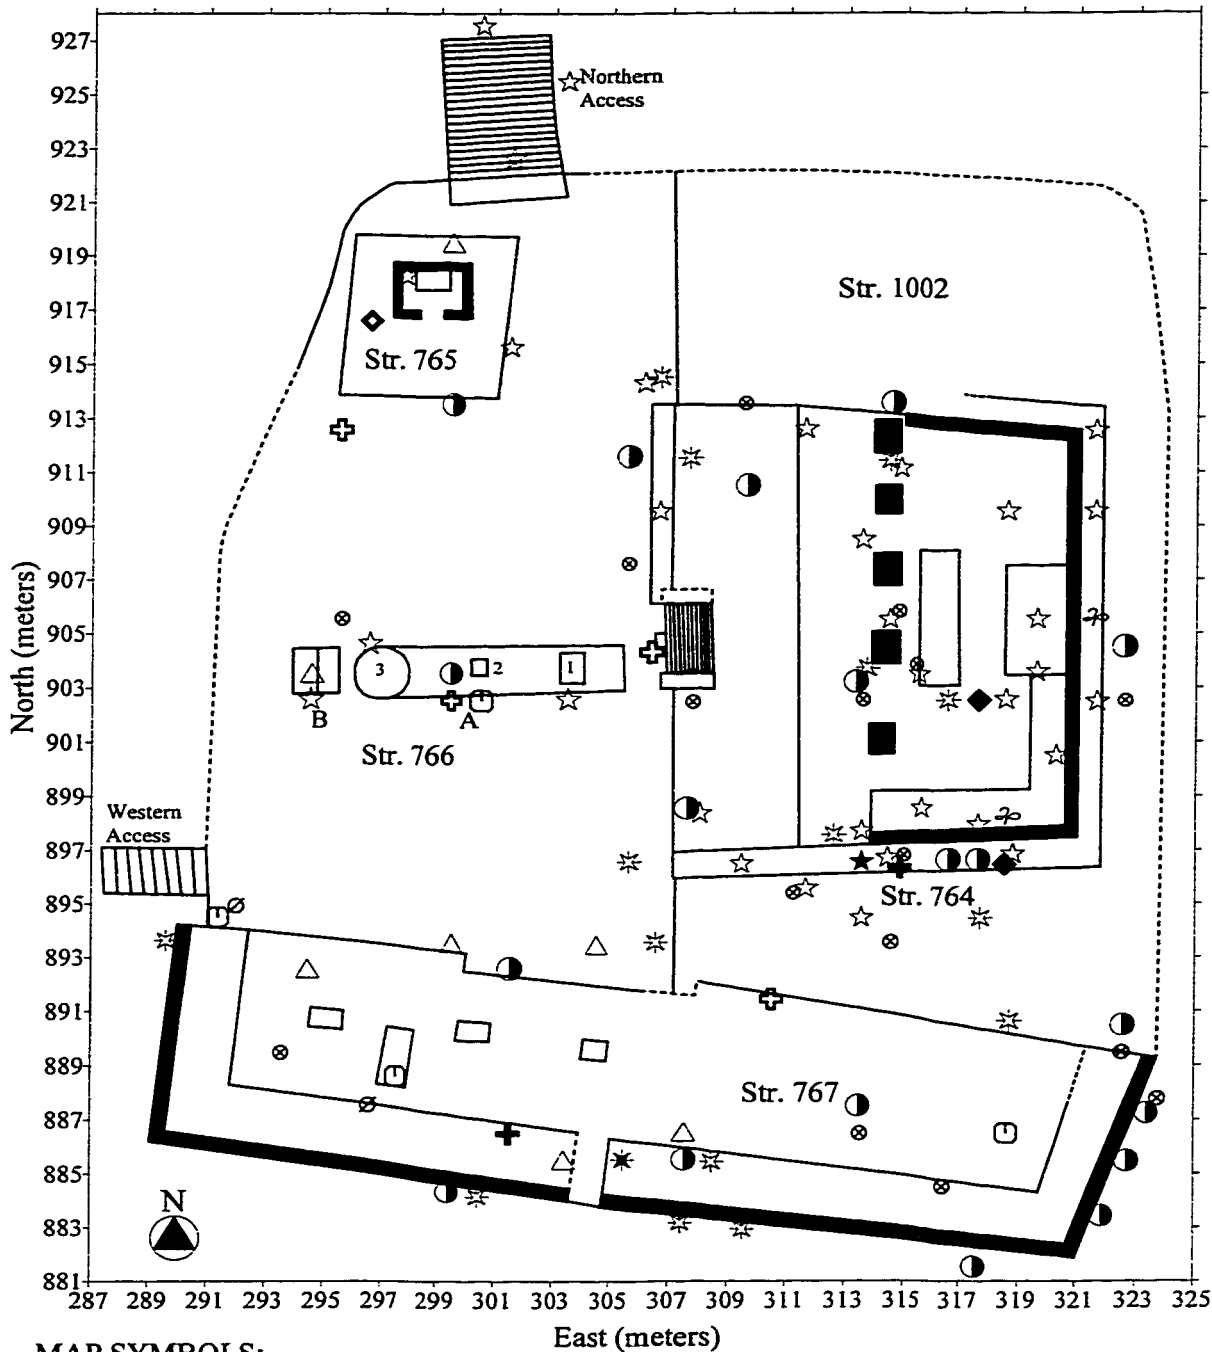 927
925
923
921
919
917
915
913
911
909
907
905
903
901
899
897
895
893
891
889
887
885
883
881
North (meters)
Northern
Access
Str. 1002
Str. 765
3
2
1
B
A
Str. 766
Western
Access
Str. 764
Str. 767
N
287 289 291 293 295 297 299 301 303 305 307 309 311 313 315 317 319 321 323 325
East (meters)
MAP SYMBOLS: